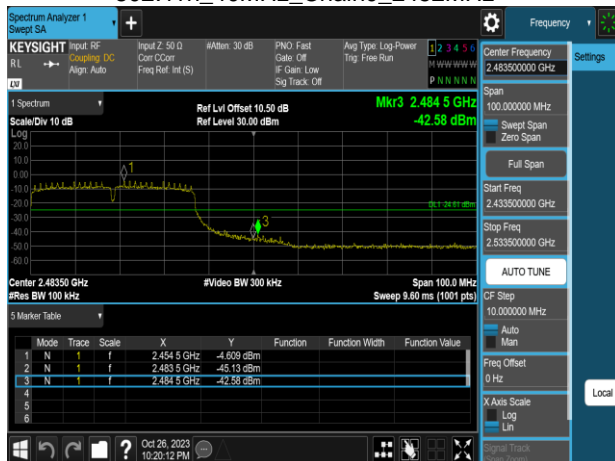 Spectrum Analyzer 1
Swept SA
+
Frequency
KEYSIGHT
RL
Input: RF
Coupling: DC
Align: Auto
Input Z: 50 Ω
Corr CCorr
Freq Ref: Int (S)
#Atten: 30 dB
PNO: Fast
Gate: Off
IF Gain: Low
Sig Track: Off
Avg Type: Log-Power
Trig: Free Run
1 2 3 4 5 6
M W W W W W
P N N N N N
LXI
1 Spectrum
Scale/Div 10 dB
Log
Ref Lvl Offset 10.50 dB
Ref Level 30.00 dBm
Mkr3 2.484 5 GHz
-42.58 dBm
20.0
10.0
0.00
-10.0
-20.0
-30.0
-40.0
-50.0
-60.0
1
3
DL1 -24.61 dBm
Center 2.48350 GHz
#Res BW 100 kHz
#Video BW 300 kHz
Span 100.0 MHz
Sweep 9.60 ms (1001 pts)
5 Marker Table
Mode Trace Scale X Y Function Function Width Function Value
1 N 1 f 2.454 5 GHz -4.609 dBm
2 N 1 f 2.483 5 GHz -45.13 dBm
3 N 1 f 2.484 5 GHz -42.58 dBm
4
5
6
?
Oct 26, 2023
10:20:12 PM
Center Frequency
2.483500000 GHz
Settings
Span
100.000000 MHz
Swept Span
Zero Span
Full Span
Start Freq
2.433500000 GHz
Stop Freq
2.533500000 GHz
AUTO TUNE
CF Step
10.000000 MHz
Auto
Man
Freq Offset
0 Hz
Local
X Axis Scale
Log
Lin
Signal Track
(Span Zoom)